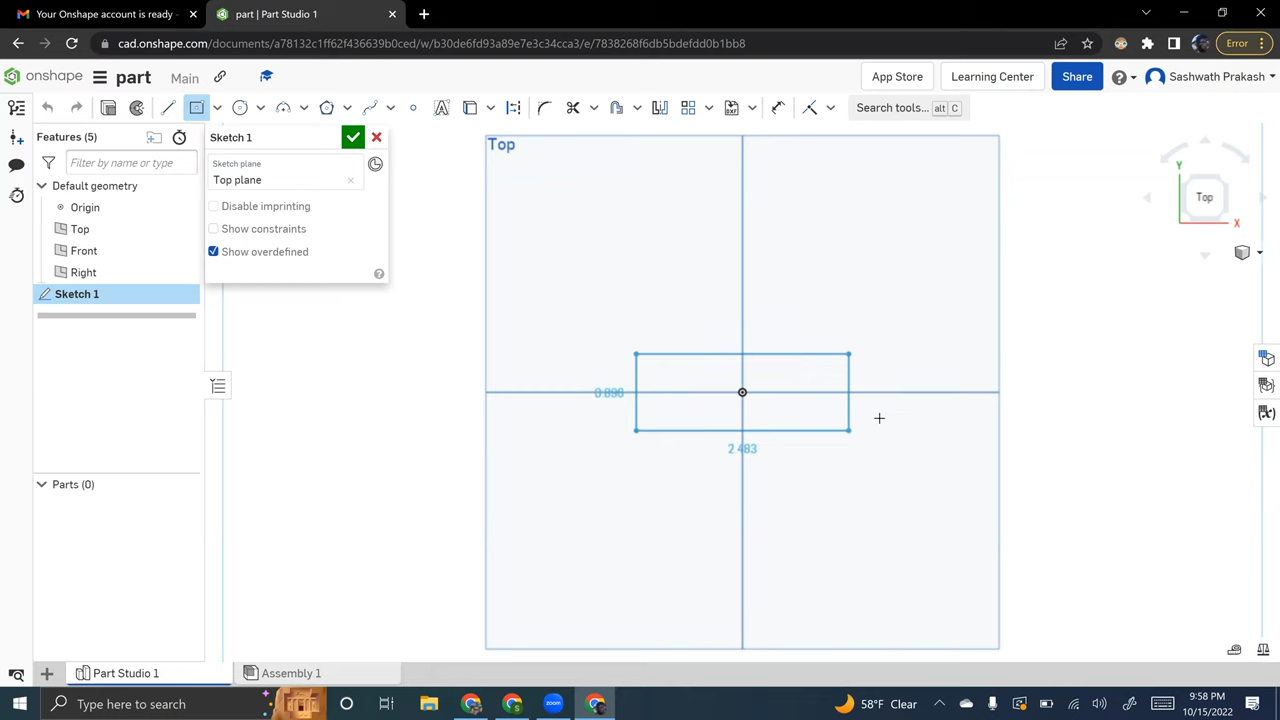 Your Onshape account is ready -
part | Part Studio 1
cad.onshape.com/documents/a78132c1ff62f436639b0ced/w/b30de6fd93a89e7e3c34cca3/e/7838268f6db5bdefdd0b1bb8
Error
onshape
part
Main
App Store
Learning Center
Share
Sashwath Prakash
Search tools...
alt
C
Features (5)
Filter by name or type
Default geometry
Origin
Top
Front
Right
Sketch 1
Parts (0)
Sketch 1
Sketch plane
Top plane
Disable imprinting
Show constraints
Show overdefined
Top
2.483
Y
Top
X
Part Studio 1
Assembly 1
Type here to search
zoom
58°F Clear
9:58 PM
10/15/2022